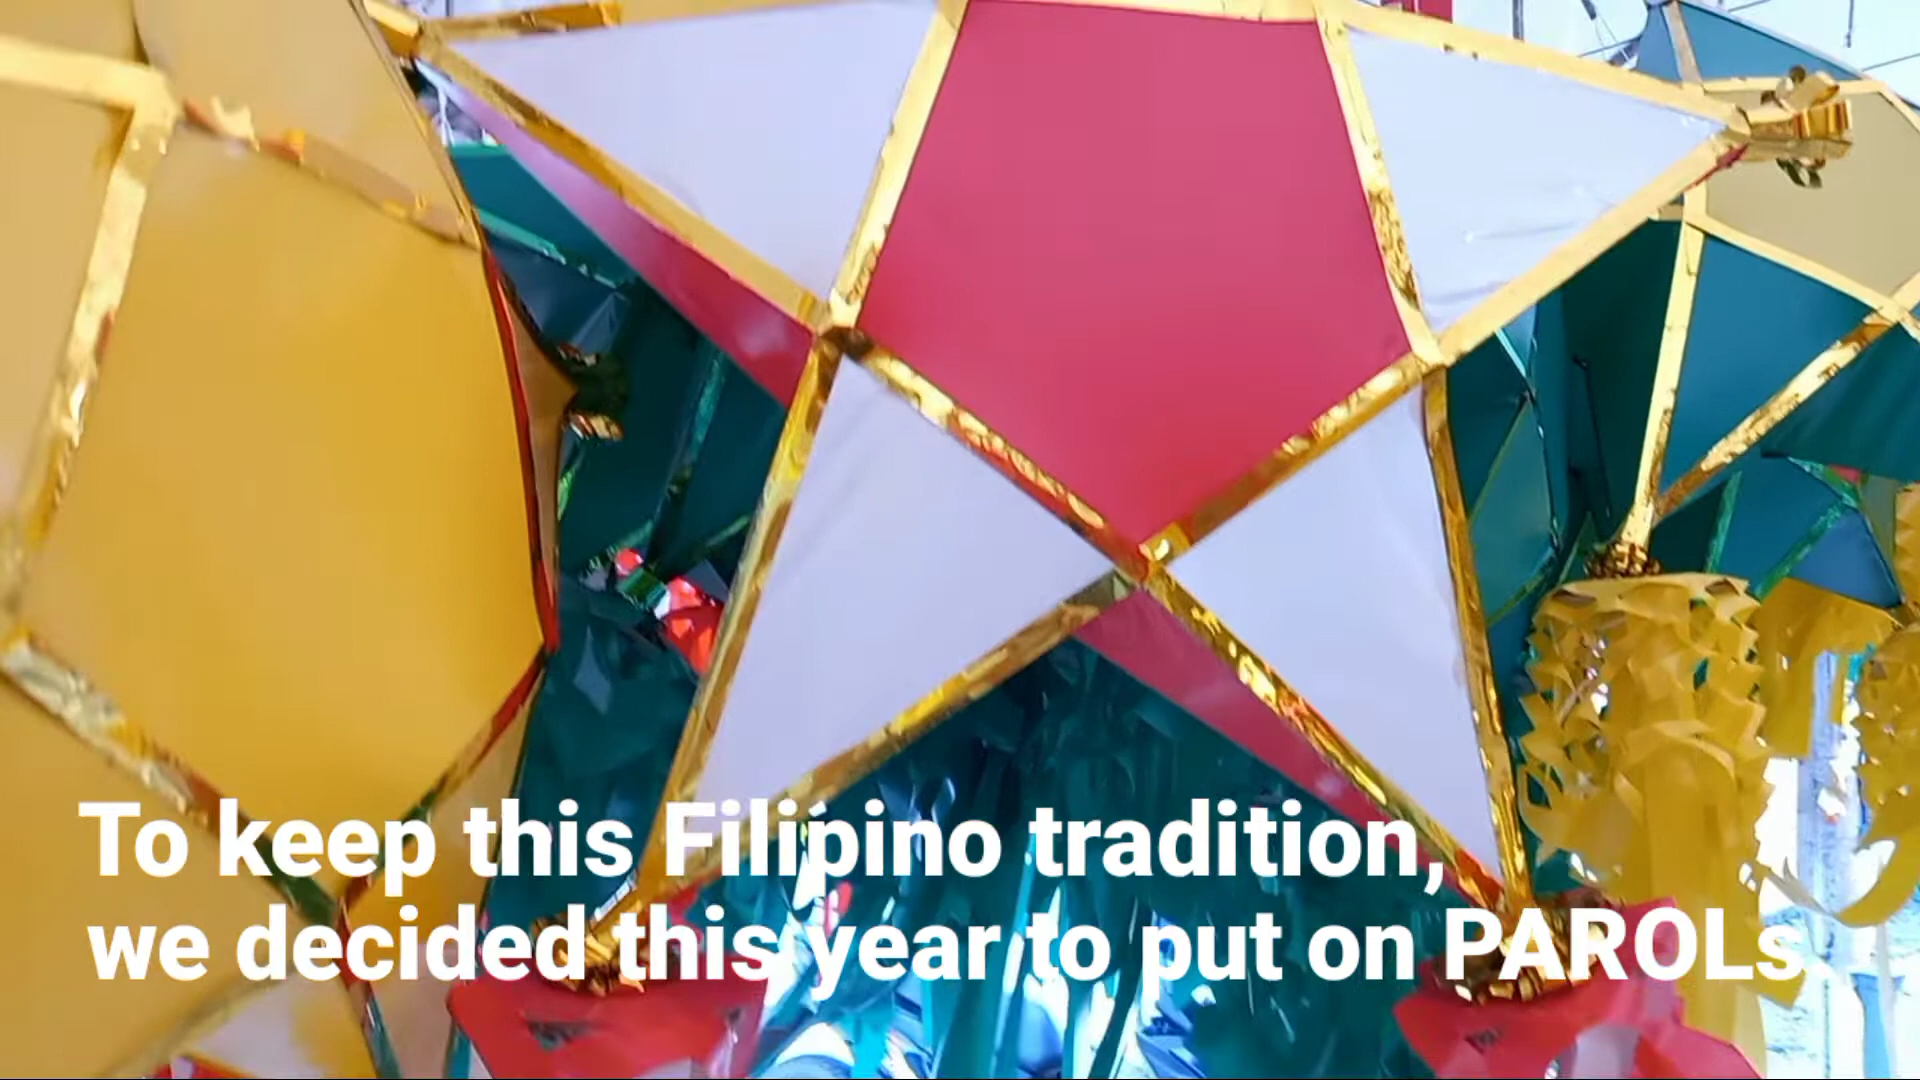 To keep this Filipino tradition,
we decided this year to put on PAROLs.